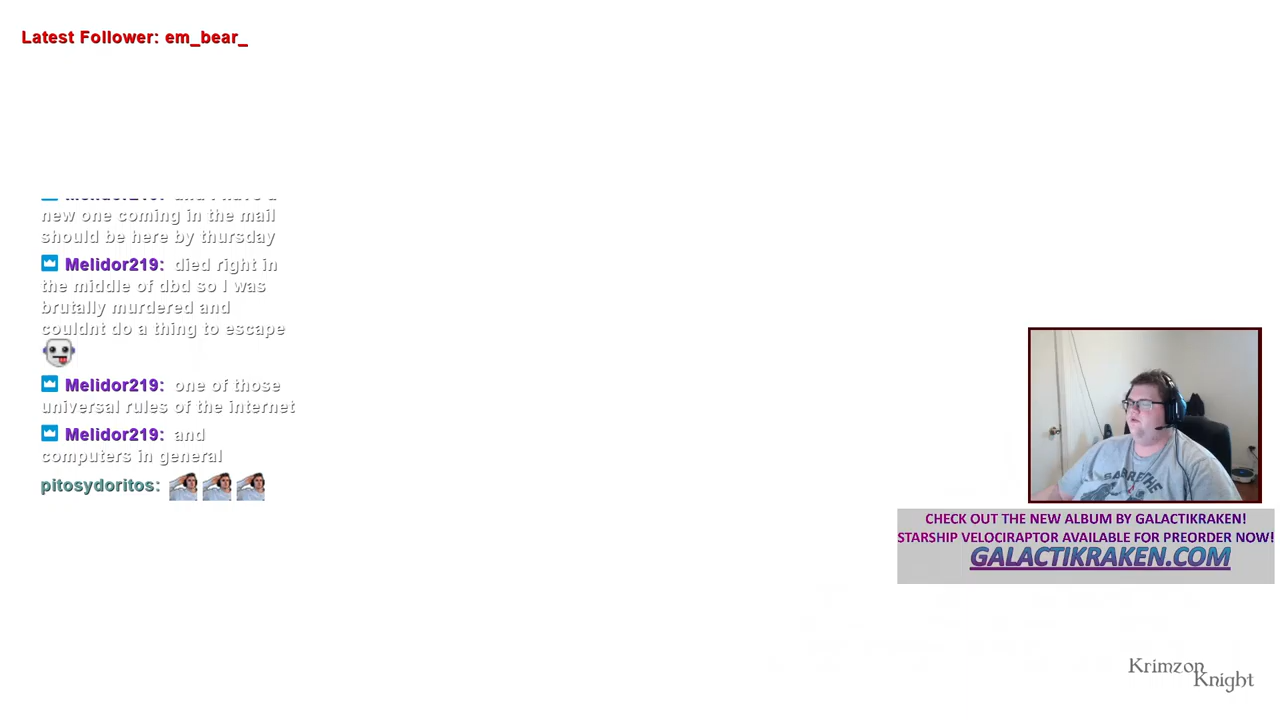 Latest Follower: em_bear_
Melidor219: and I have a
new one coming in the mail
should be here by thursday
Melidor219: died right in
the middle of dbd so I was
brutally murdered and
couldnt do a thing to escape
Melidor219: one of those
universal rules of the internet
Melidor219: and
computers in general
pitosydoritos:
CHECK OUT THE NEW ALBUM BY GALACTIKRAKEN!
STARSHIP VELOCIRAPTOR AVAILABLE FOR PREORDER NOW!
GALACTIKRAKEN.COM
Krimzon
Knight